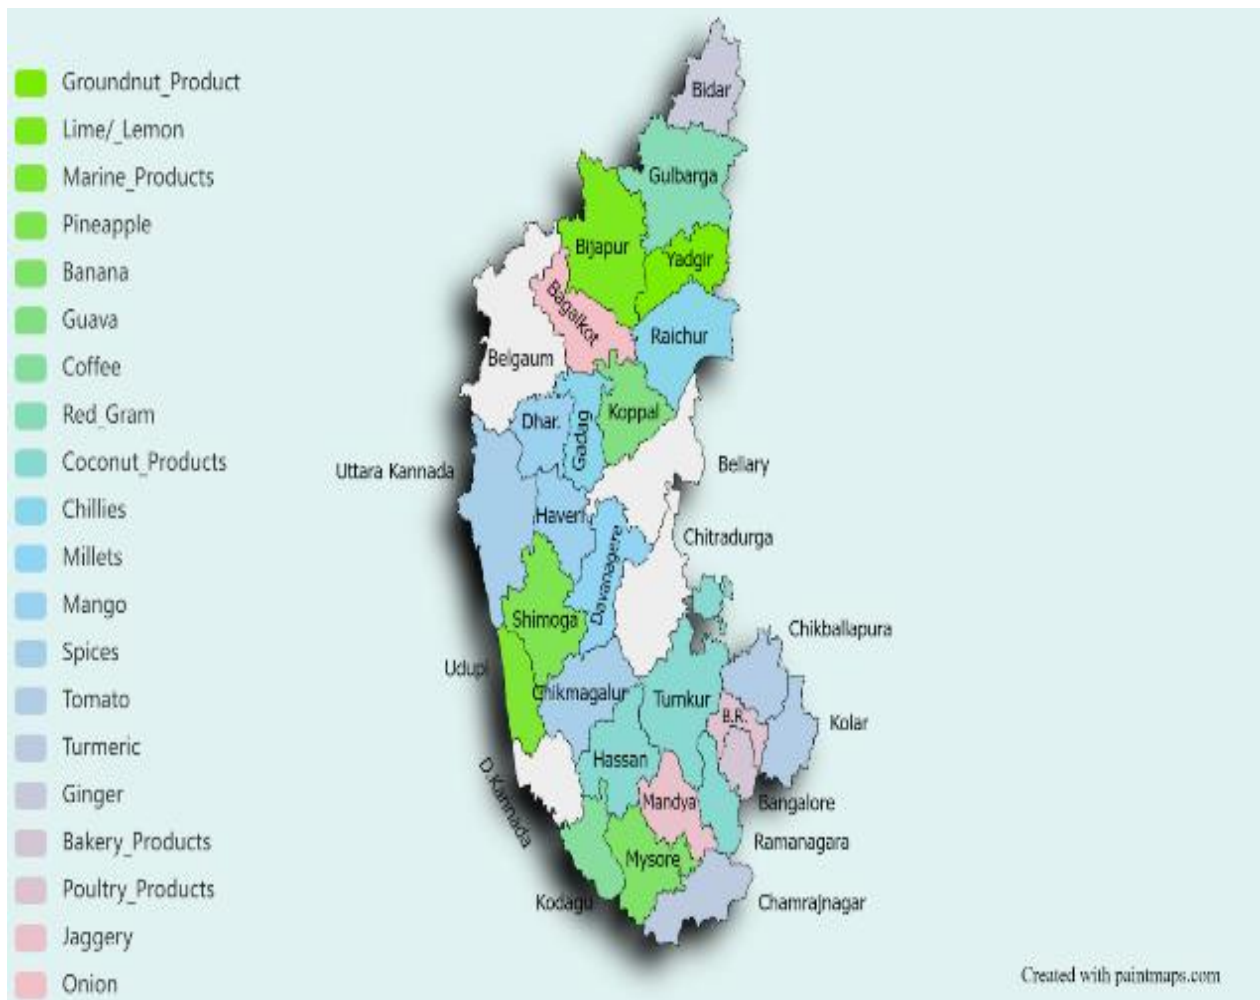 Groundnut_Product
Lime/_Lemon
Marine_Products
Pineapple
Banana
Guava
Coffee
Red_Gram
Coconut_Products
Chillies
Millets
Mango
Spices
Tomato
Turmeric
Ginger
Bakery_Products
Poultry_Products
Jaggery
Onion
Bidar
Gulbarga
Bijapur
Yadgir
Bagalkot
Raichur
Belgaum
Koppal
Dhar.
Gadag
Uttara Kannada
Bellary
Haveri
Chitradurga
Davanagere
Shimoga
Chikballapura
Udupi
Chikmagalur
Tumkur
B.R.
Kolar
Hassan
D.Kannada
Mandya
Bangalore
Ramanagara
Mysore
Kodagu
Chamrajnagar
Created with paintmaps.com